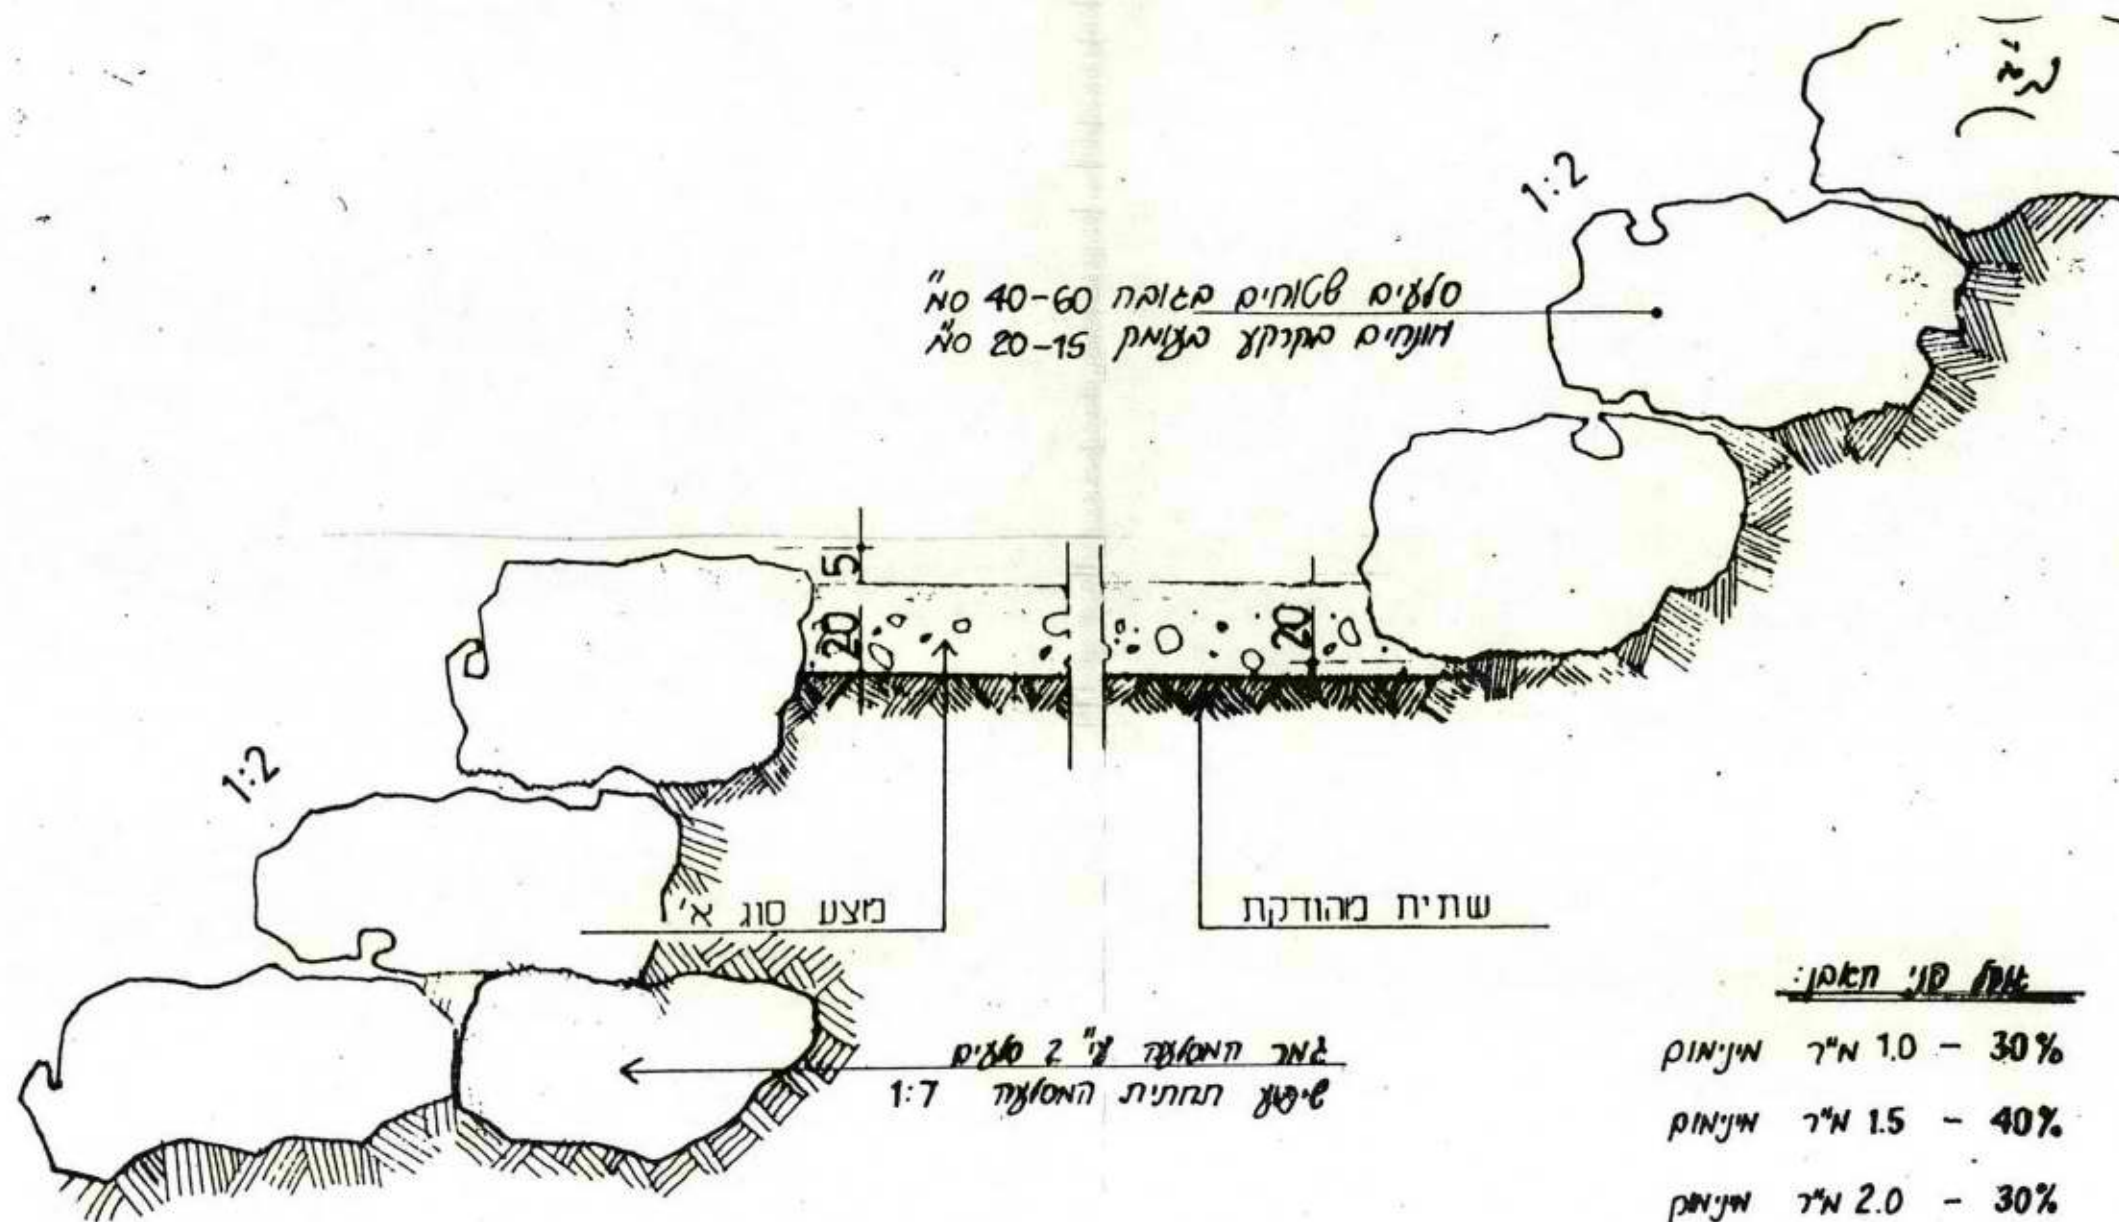 1:2
סלעים שטוחים בגובה 40-60 ס"מ
מונחים בקרקע בעומק 20-15 ס"מ
5
20
20
1:2
מצע סוג א'
שתית מהודקת
גמר המסלעה ע"י 2 סלעים
שיפוע תחתית המסלעה 1:7
גודל פני האבן:
30% - 1.0 מ"ר מינימום
40% - 1.5 מ"ר מינימום
30% - 2.0 מ"ר מינימום